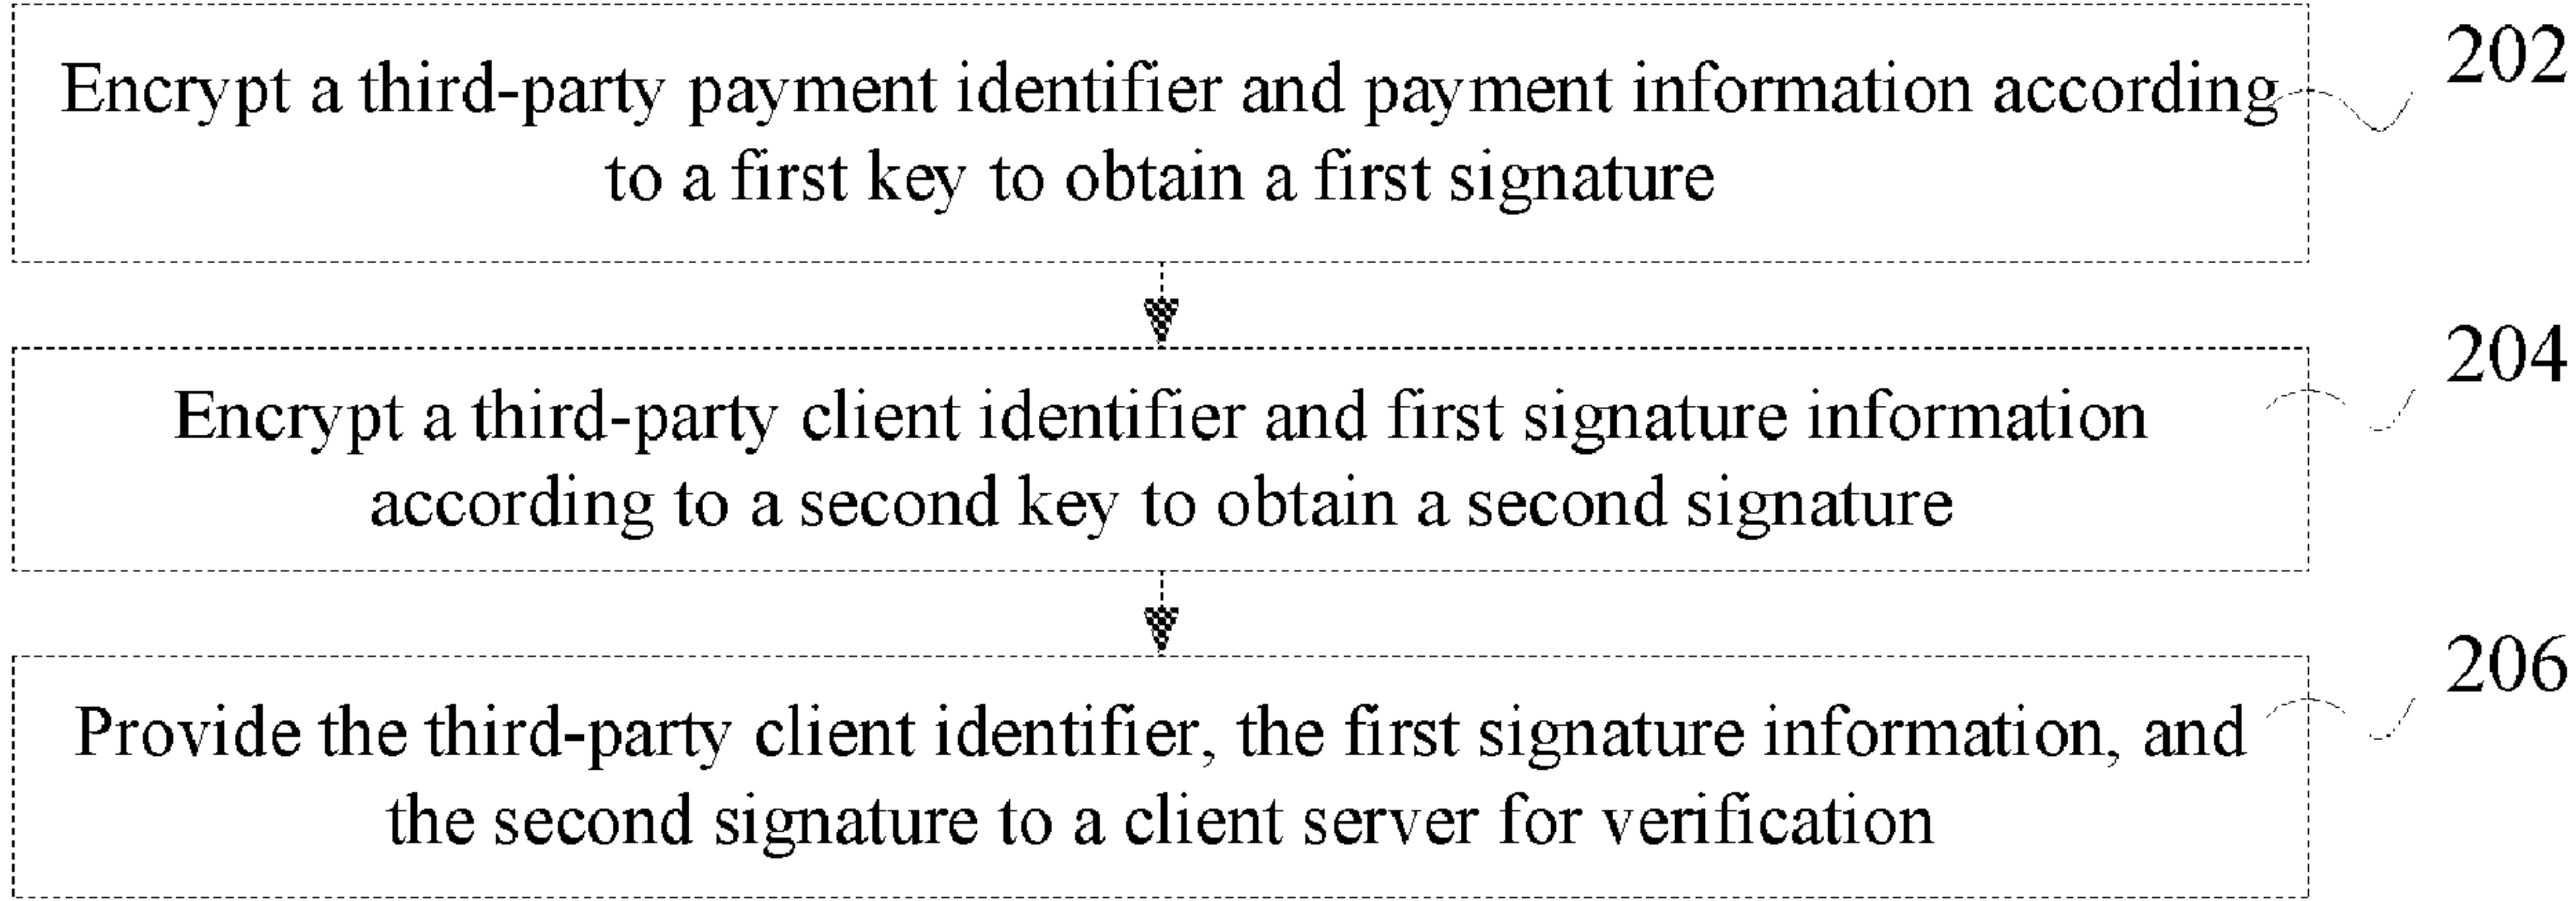 202
Encrypt a third-party payment identifier and payment information according
to a first key to obtain a first signature
204
Encrypt a third-party client identifier and first signature information
according to a second key to obtain a second signature
206
Provide the third-party client identifier, the first signature information, and
the second signature to a client server for verification